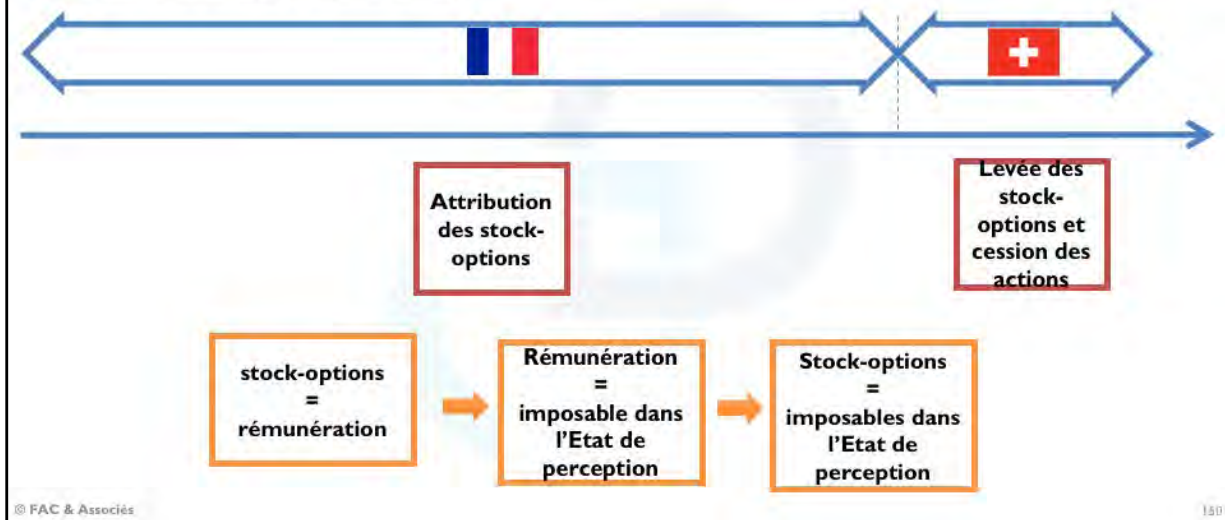 Attribution
des stock-
options
Levée des
stock-
options et
cession des
actions
stock-options
=
rémunération
Rémunération
=
imposable dans
l'Etat de
perception
Stock-options
=
imposables dans
l'Etat de
perception
© FAC & Associés